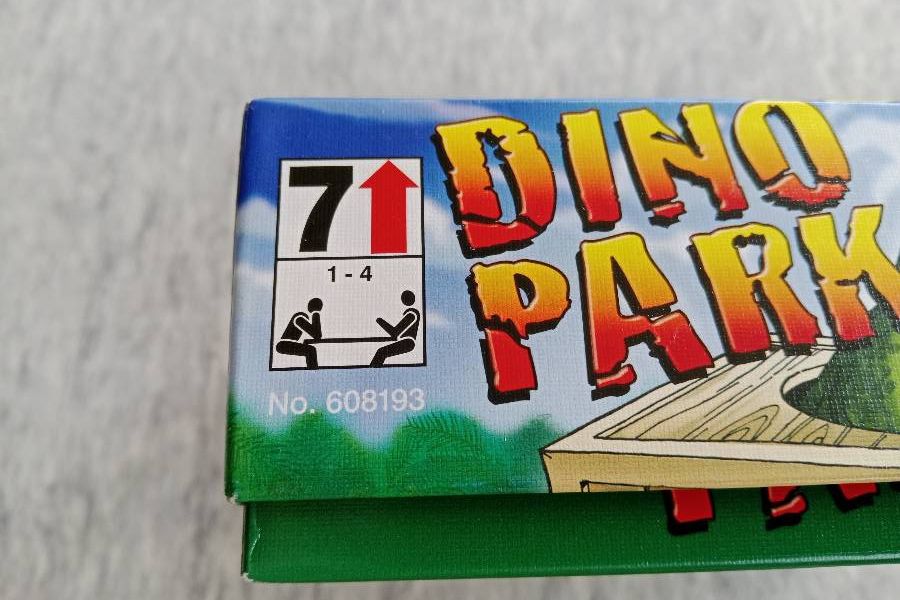 7
1 - 4
No. 608193
DINO
PARK